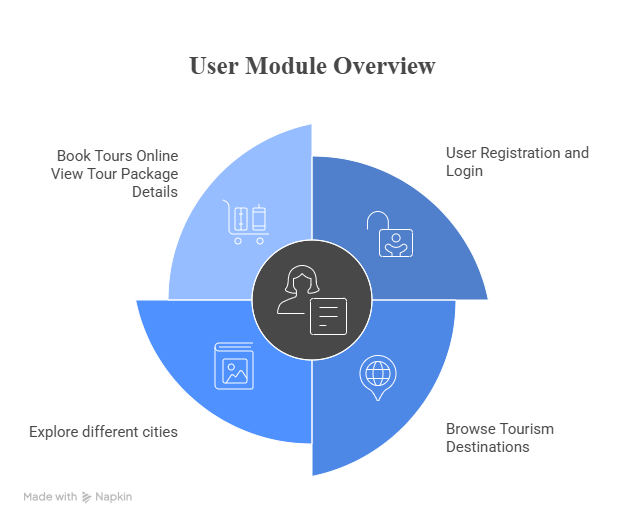 User Module Overview
Book Tours Online
View Tour Package
Details
User Registration and
Login
Explore different cities
Browse Tourism
Destinations
Made with Napkin